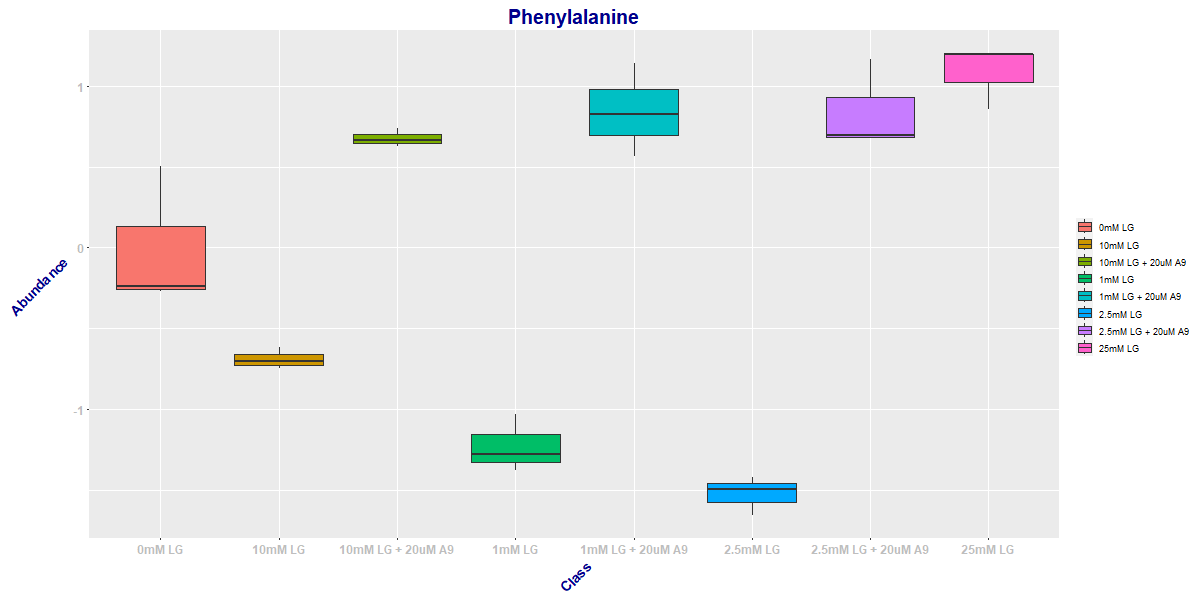 Phenylalanine
Abundance
1
0
-1
0mM LG
10mM LG
10mM LG + 20uM A9
1mM LG
1mM LG + 20uM A9
2.5mM LG
2.5mM LG + 20uM A9
25mM LG
Class
0mM LG
10mM LG
10mM LG + 20uM A9
1mM LG
1mM LG + 20uM A9
2.5mM LG
2.5mM LG + 20uM A9
25mM LG